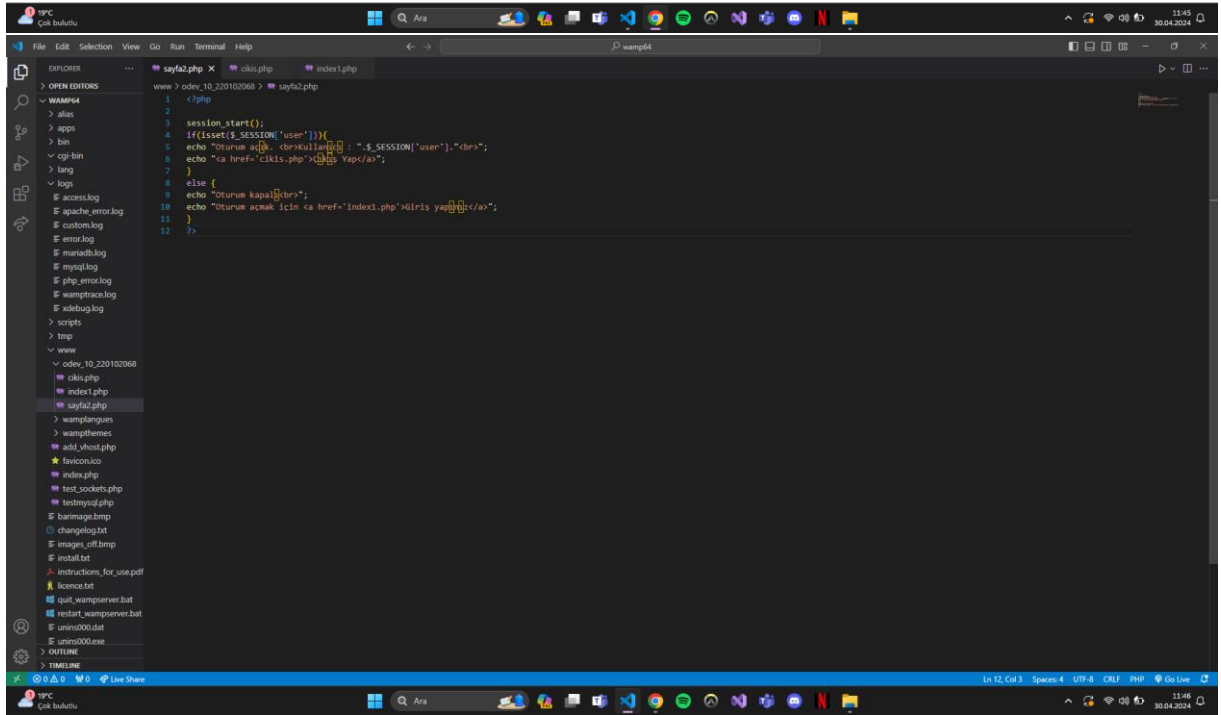 19°C
Çok bulutlu
Ara
11:45
30.04.2024
File Edit Selection View Go Run Terminal Help
wamp64
EXPLORER
sayfa2.php
cikis.php
index1.php
OPEN EDITORS
www > odev_10_220102068 > sayfa2.php
WAMP64
alias
apps
bin
cgi-bin
lang
logs
access.log
apache_error.log
custom.log
error.log
mariadb.log
mysql.log
php_error.log
wamptrace.log
xdebug.log
scripts
tmp
www
odev_10_220102068
cikis.php
index1.php
sayfa2.php
wamplangues
wampthemes
add_vhost.php
favicon.ico
index.php
test_sockets.php
testmysql.php
barimage.bmp
changelog.txt
images_off.bmp
install.txt
instructions_for_use.pdf
licence.txt
quit_wampserver.bat
restart_wampserver.bat
unins000.dat
unins000.exe
OUTLINE
TIMELINE
1 <?php
2
3 session_start();
4 if(isset($_SESSION['user'])){
5 echo "Oturum açık. <br>Kullanıcı : ".$_SESSION['user']."<br>";
6 echo "<a href='cikis.php'>Çıkış Yap</a>";
7 }
8 else {
9 echo "Oturum kapalı<br>";
10 echo "Oturum açmak için <a href='index1.php'>Giriş yapınız</a>";
11 }
12 ?>
0 0 0 Live Share
Ln 12, Col 3 Spaces: 4 UTF-8 CRLF PHP Go Live
19°C
Çok bulutlu
Ara
11:46
30.04.2024